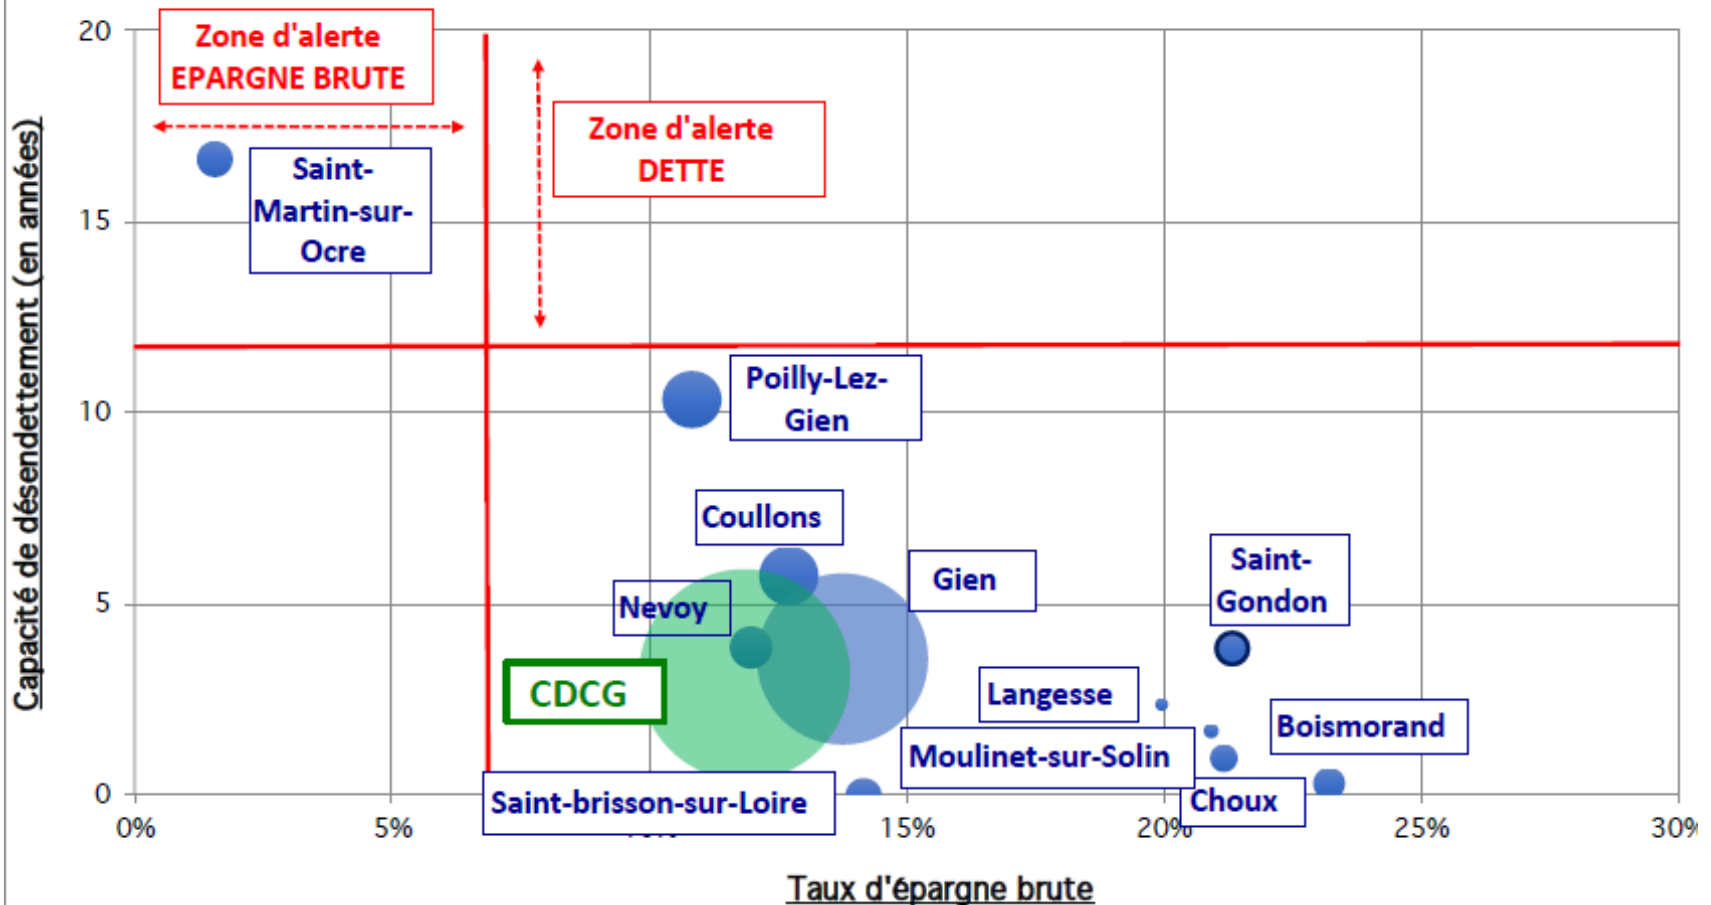 20
Zone d'alerte
EPARGNE BRUTE
Zone d'alerte
DETTE
Saint-
Martin-sur-
Ocre
15
Poilly-Lez-
Gien
10
Coullons
Gien
Saint-
Gondon
Nevoy
5
CDCG
Langesse
Boismorand
Moulinet-sur-Solin
Saint-brisson-sur-Loire
Choux
0
0%
5%
15%
20%
25%
30%
Capacité de désendettement (en années)
Taux d'épargne brute